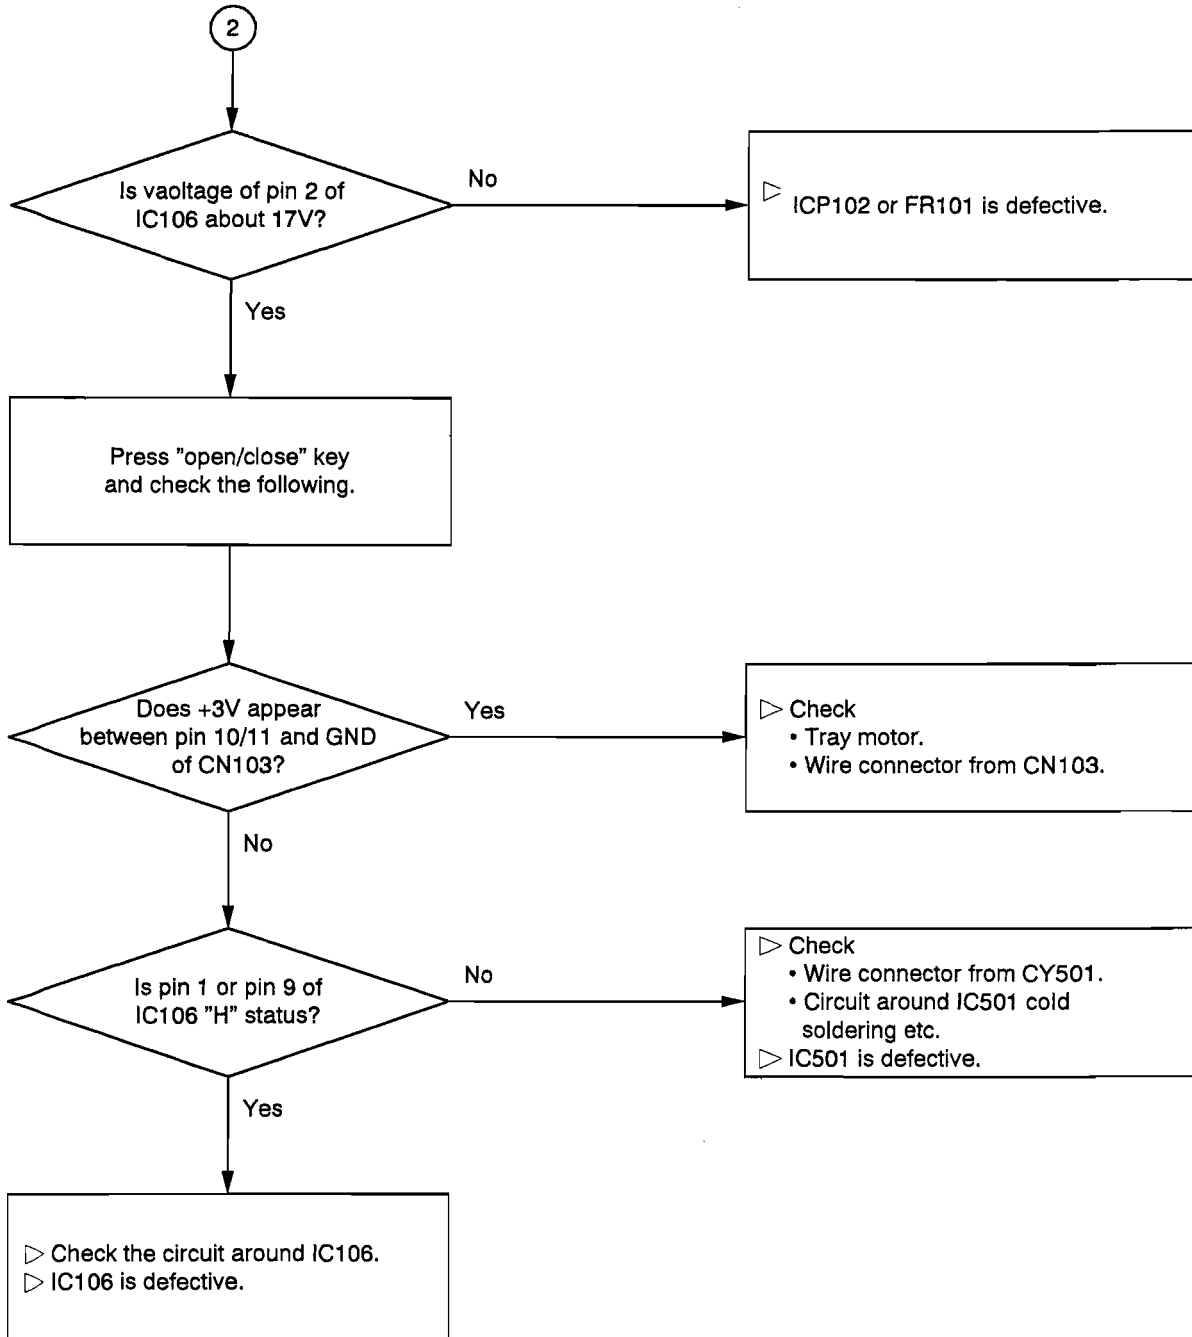 2
Is vaoltage of pin 2 of
IC106 about 17V?
No
▷
ICP102 or FR101 is defective.
Yes
Press "open/close" key
and check the following.
Does +3V appear
between pin 10/11 and GND
of CN103?
Yes
▷ Check
• Tray motor.
• Wire connector from CN103.
No
Is pin 1 or pin 9 of
IC106 "H" status?
No
▷ Check
• Wire connector from CY501.
• Circuit around IC501 cold
soldering etc.
▷ IC501 is defective.
Yes
▷ Check the circuit around IC106.
▷ IC106 is defective.